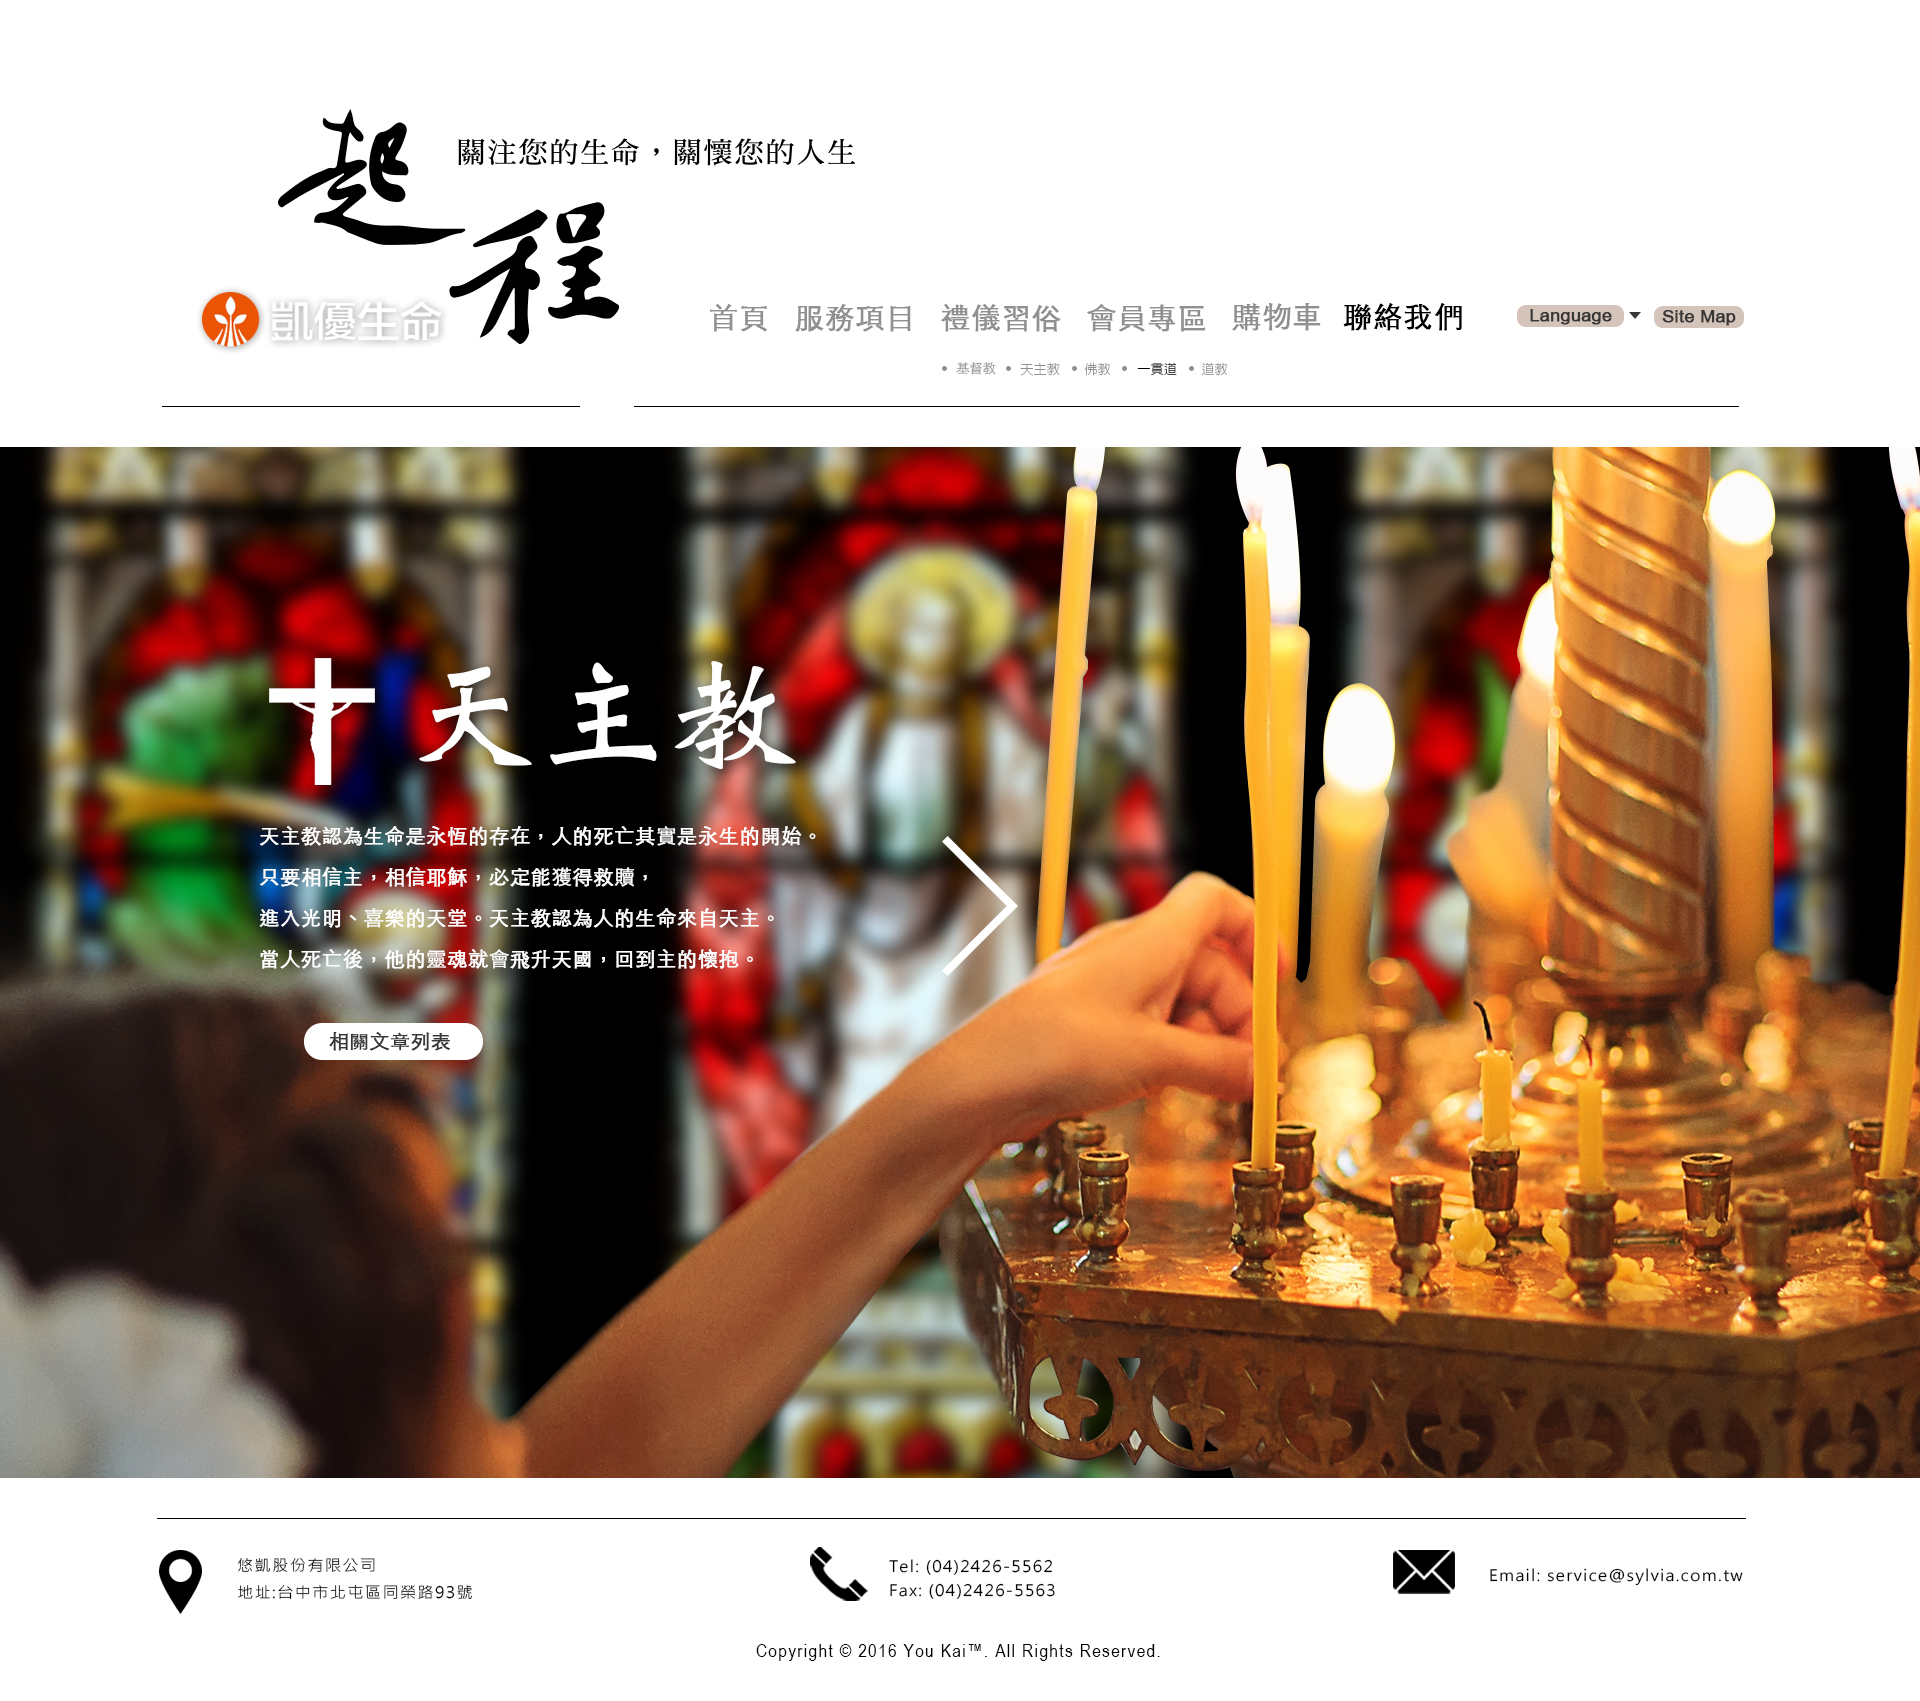 起程
關注您的生命，關懷您的人生
凱優生命
首頁 服務項目 禮儀習俗 會員專區 購物車 聯絡我們
Language Site Map
• 基督教 • 天主教 • 佛教 • 一貫道 • 道教
天主教
天主教認為生命是永恆的存在，人的死亡其實是永生的開始。
只要相信主，相信耶穌，必定能獲得救贖，
進入光明、喜樂的天堂。天主教認為人的生命來自天主。
當人死亡後，他的靈魂就會飛升天國，回到主的懷抱。
相關文章列表
悠凱股份有限公司
地址:台中市北屯區同榮路93號
Tel: (04)2426-5562
Fax: (04)2426-5563
Email: service@sylvia.com.tw
Copyright © 2016 You Kai™. All Rights Reserved.